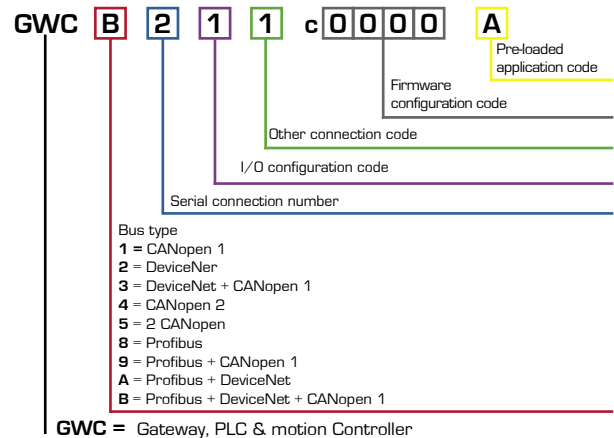 GWC B 2 1 1 c 0 0 0 0 A
Pre-loaded
application code
Firmware
configuration code
Other connection code
I/O configuration code
Serial connection number
Bus type
1 = CANopen 1
2 = DeviceNer
3 = DeviceNet + CANopen 1
4 = CANopen 2
5 = 2 CANopen
8 = Profibus
9 = Profibus + CANopen 1
A = Profibus + DeviceNet
B = Profibus + DeviceNet + CANopen 1
GWC = Gateway, PLC & motion Controller